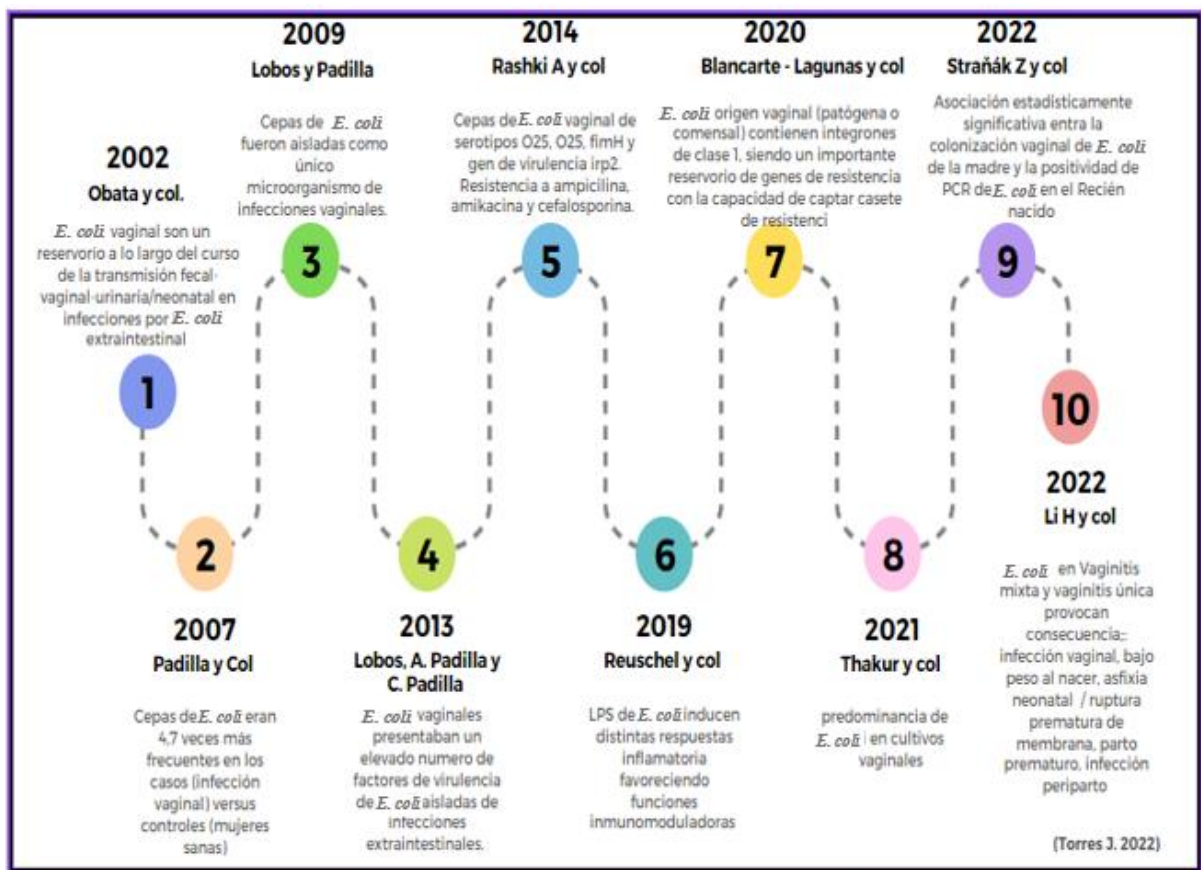 2002
Obata y col.
E. coli vaginal son un
reservorio a lo largo del curso
de la transmisión fecal-
vaginal-urinaria/neonatal en
infecciones por E. coli
extraintestinal
1
2
2007
Padilla y Col
Cepas de E. coli eran
4,7 veces más
frecuentes en los
casos (infección
vaginal) versus
controles (mujeres
sanas)
2009
Lobos y Padilla
Cepas de E. coli
fueron aisladas como
único
microorganismo de
infecciones vaginales.
3
4
2013
Lobos, A. Padilla y
C. Padilla
E. coli vaginales
presentaban un
elevado numero de
factores de virulencia
de E. coli aisladas de
infecciones
extraintestinales.
2014
Rashki A y col
Cepas de E. coli vaginal de
serotipos O25, O25, fimH y
gen de virulencia irp2.
Resistencia a ampicilina,
amikacina y cefalosporina.
5
6
2019
Reuschel y col
LPS de E. coli inducen
distintas respuestas
inflamatoria
favoreciendo
funciones
inmunomoduladoras
2020
Blancarte - Lagunas y col
E. coli origen vaginal (patógena o
comensal) contienen integrones
de clase 1, siendo un importante
reservorio de genes de resistencia
con la capacidad de captar casete
de resistenci
7
8
2021
Thakur y col
predominancia de
E. coli en cultivos
vaginales
2022
Straňák Z y col
Asociación estadísticamente
significativa entra la
colonización vaginal de E. coli
de la madre y la positividad de
PCR de E. coli en el Recién
nacido
9
10
2022
Li H y col
E. coli en Vaginitis
mixta y vaginitis única
provocan
consecuencia;:
infección vaginal, bajo
peso al nacer, asfixia
neonatal / ruptura
prematura de
membrana, parto
prematuro, infección
periparto
(Torres J. 2022)